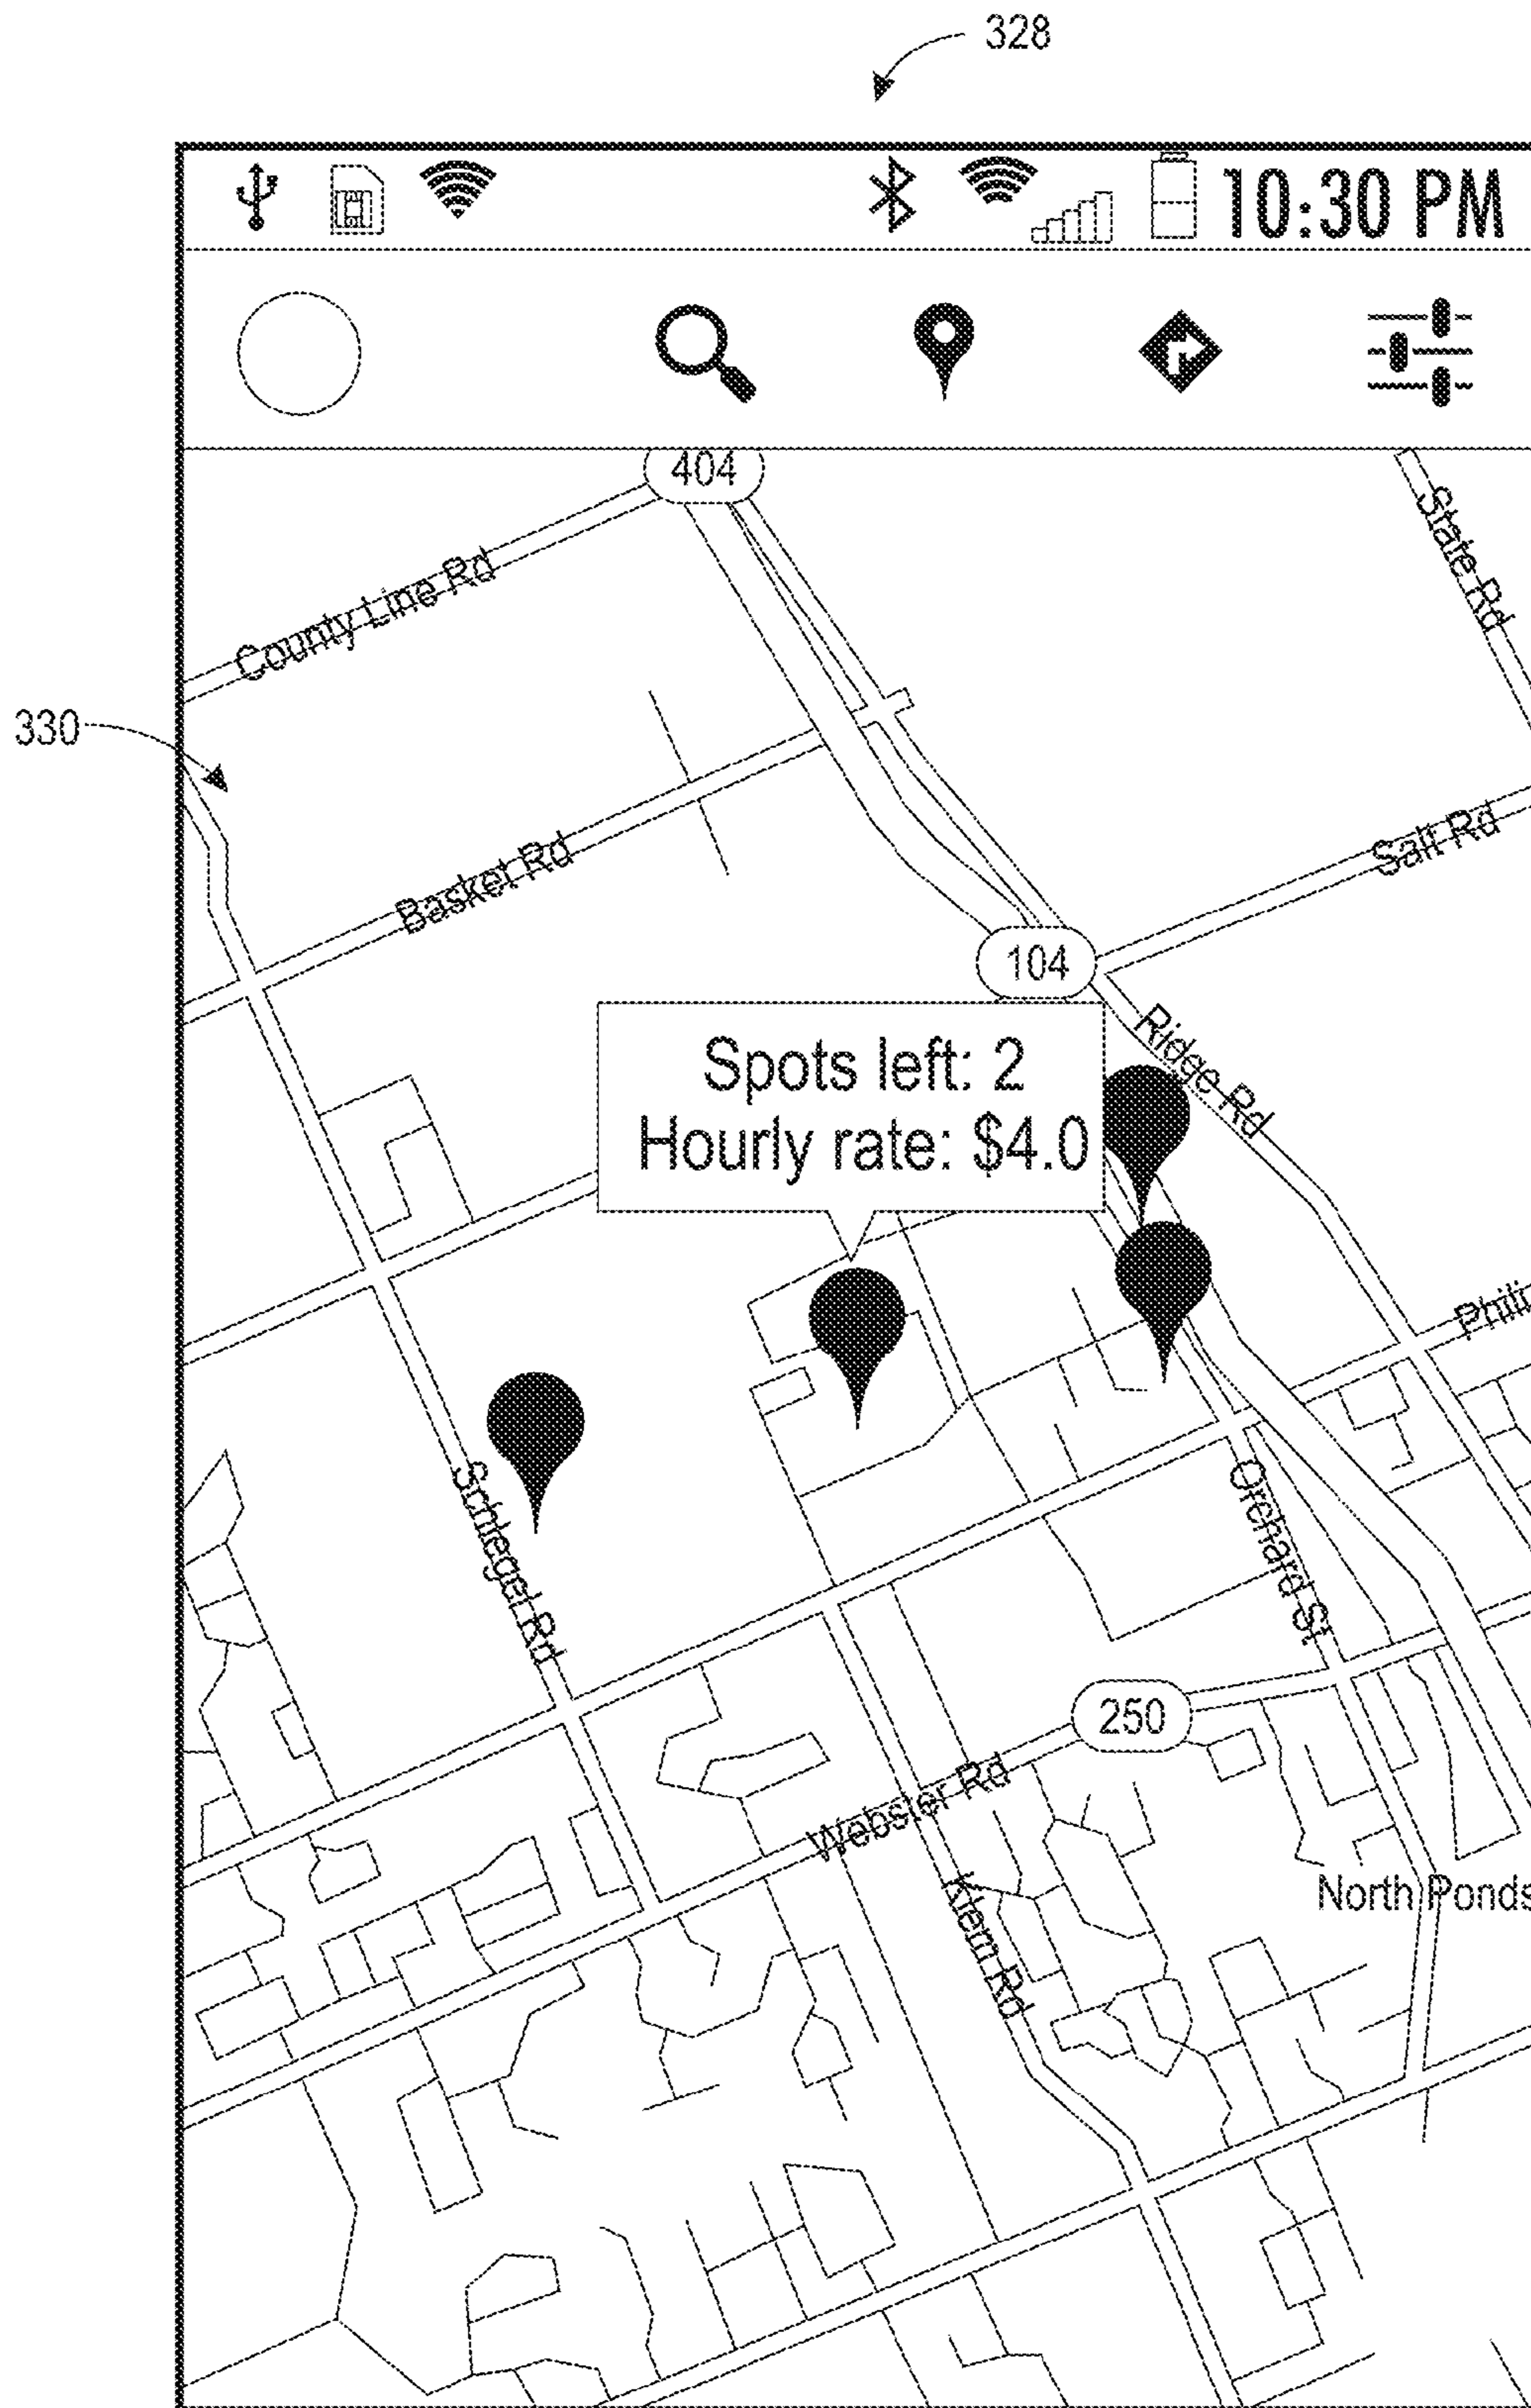 328
10:30 PM
404
County Line Rd
State Rd
330
Basket Rd
Salt Rd
104
Ridge Rd
Spots left: 2
Hourly rate: $4.0
Schlegel Rd
Orchard St
250
Webster Rd
Klem Rd
North Ponds